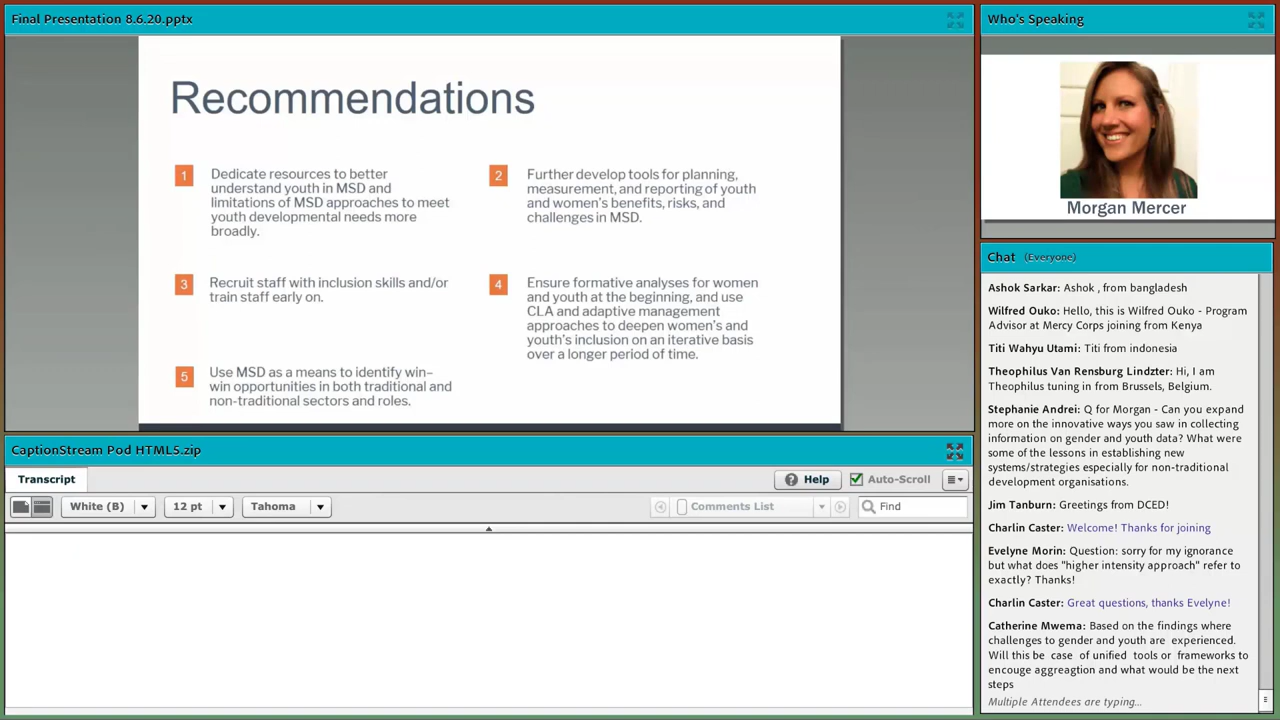 Final Presentation 8.6.20.pptx
Recommendations
1
Dedicate resources to better
understand youth in MSD and
limitations of MSD approaches to meet
youth developmental needs more
broadly.
2
Further develop tools for planning,
measurement, and reporting of youth
and women's benefits, risks, and
challenges in MSD.
3
Recruit staff with inclusion skills and/or
train staff early on.
4
Ensure formative analyses for women
and youth at the beginning, and use
CLA and adaptive management
approaches to deepen women's and
youth's inclusion on an iterative basis
over a longer period of time.
5
Use MSD as a means to identify win–
win opportunities in both traditional and
non-traditional sectors and roles.
CaptionStream Pod HTML5.zip
Transcript
Help
Auto-Scroll
White (B)
12 pt
Tahoma
Comments List
Find
Who's Speaking
Morgan Mercer
Chat (Everyone)
Ashok Sarkar: Ashok , from bangladesh
Wilfred Ouko: Hello, this is Wilfred Ouko - Program
Advisor at Mercy Corps joining from Kenya
Titi Wahyu Utami: Titi from indonesia
Theophilus Van Rensburg Lindzter: Hi, I am
Theophilus tuning in from Brussels, Belgium.
Stephanie Andrei: Q for Morgan - Can you expand
more on the innovative ways you saw in collecting
information on gender and youth data? What were
some of the lessons in establishing new
systems/strategies especially for non-traditional
development organisations.
Jim Tanburn: Greetings from DCED!
Charlin Caster: Welcome! Thanks for joining
Evelyne Morin: Question: sorry for my ignorance
but what does "higher intensity approach" refer to
exactly? Thanks!
Charlin Caster: Great questions, thanks Evelyne!
Catherine Mwema: Based on the findings where
challenges to gender and youth are experienced.
Will this be case of unified tools or frameworks to
encouge aggreagtion and what would be the next
steps
Multiple Attendees are typing...